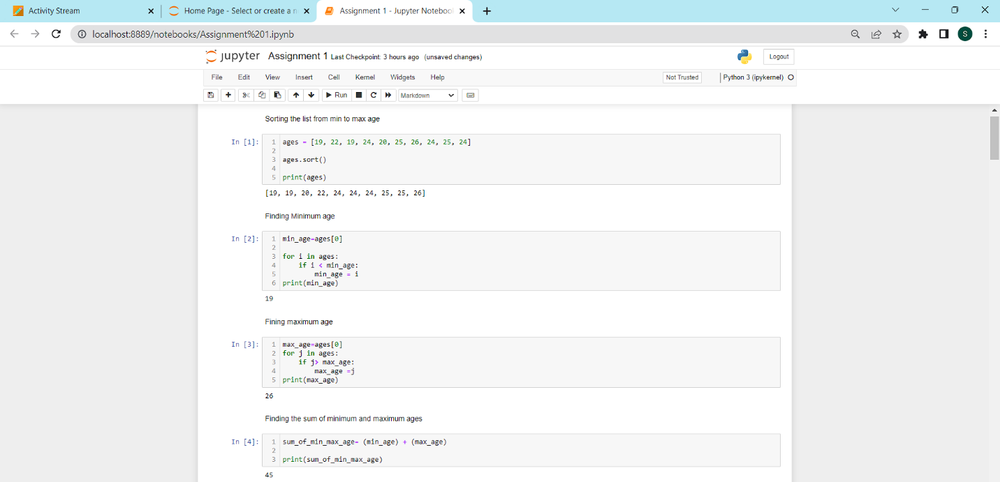 Activity Stream
Home Page - Select or create a n
Assignment 1 - Jupyter Notebook
localhost:8889/notebooks/Assignment%201.ipynb
S
jupyter Assignment 1 Last Checkpoint: 3 hours ago (unsaved changes)
Logout
File Edit View Insert Cell Kernel Widgets Help
Not Trusted
Python 3 (ipykernel)
Run
Markdown
Sorting the list from min to max age
In [1]:
1 ages = [19, 22, 19, 24, 20, 25, 26, 24, 25, 24]
2
3 ages.sort()
4
5 print(ages)
[19, 19, 20, 22, 24, 24, 24, 25, 25, 26]
Finding Minimum age
In [2]:
1 min_age=ages[0]
2
3 for i in ages:
4 if i < min_age:
5 min_age = i
6 print(min_age)
19
Fining maximum age
In [3]:
1 max_age=ages[0]
2 for j in ages:
3 if j> max_age:
4 max_age =j
5 print(max_age)
26
Finding the sum of minimum and maximum ages
In [4]:
1 sum_of_min_max_age= (min_age) + (max_age)
2
3 print(sum_of_min_max_age)
45